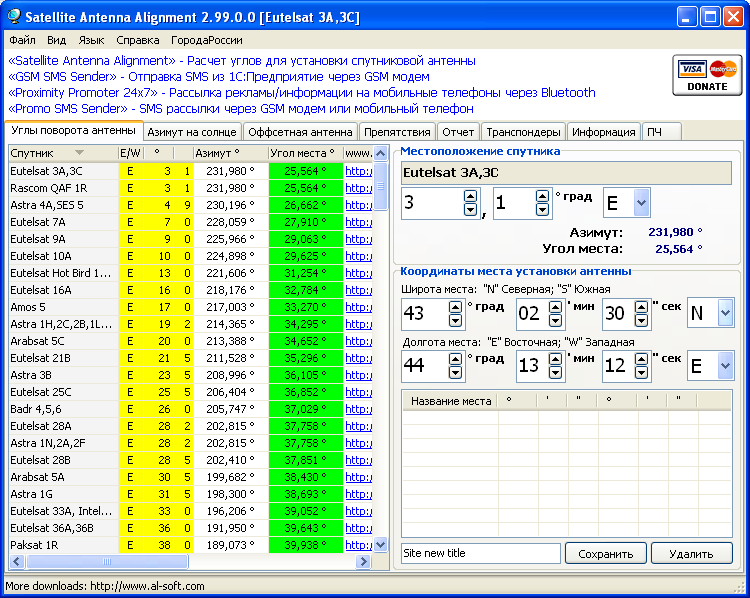 Satellite Antenna Alignment 2.99.0.0 [Eutelsat 3A,3C]
Файл Вид Язык Справка ГородаРоссии
«Satellite Antenna Alignment» - Расчет углов для установки спутниковой антенны
«GSM SMS Sender» - Отправка SMS из 1С:Предприятие через GSM модем
«Proximity Promoter 24x7» - Рассылка рекламы/информации на мобильные телефоны через Bluetooth
«Promo SMS Sender» - SMS рассылки через GSM модем или мобильный телефон
VISA MasterCard
DONATE
Углы поворота антенны Азимут на солнце Оффсетная антенна Препятствия Отчет Транспондеры Информация ПЧ
Спутник E/W ° Азимут ° Угол места ° www.
Eutelsat 3A,3C E 3 1 231,980 ° 25,564 ° http:/
Rascom QAF 1R E 3 1 231,980 ° 25,564 ° http:/
Astra 4A,SES 5 E 4 9 230,196 ° 26,662 ° http:/
Eutelsat 7A E 7 0 228,059 ° 27,910 ° http:/
Eutelsat 9A E 9 0 225,966 ° 29,063 ° http:/
Eutelsat 10A E 10 0 224,898 ° 29,625 ° http:/
Eutelsat Hot Bird 1... E 13 0 221,606 ° 31,254 ° http:/
Eutelsat 16A E 16 0 218,176 ° 32,784 ° http:/
Amos 5 E 17 0 217,003 ° 33,270 ° http:/
Astra 1H,2C,2B,1L... E 19 2 214,365 ° 34,295 ° http:/
Arabsat 5C E 20 0 213,388 ° 34,652 ° http:/
Eutelsat 21B E 21 5 211,528 ° 35,296 ° http:/
Astra 3B E 23 5 208,996 ° 36,105 ° http:/
Eutelsat 25C E 25 5 206,404 ° 36,852 ° http:/
Badr 4,5,6 E 26 0 205,747 ° 37,029 ° http:/
Eutelsat 28A E 28 2 202,815 ° 37,758 ° http:/
Astra 1N,2A,2F E 28 2 202,815 ° 37,758 ° http:/
Eutelsat 28B E 28 5 202,410 ° 37,851 ° http:/
Arabsat 5A E 30 5 199,682 ° 38,430 ° http:/
Astra 1G E 31 5 198,300 ° 38,693 ° http:/
Eutelsat 33A, Intel... E 33 0 196,206 ° 39,052 ° http:/
Eutelsat 36A,36B E 36 0 191,950 ° 39,643 ° http:/
Paksat 1R E 38 0 189,073 ° 39,938 ° http:/
Местоположение спутника
Eutelsat 3A,3C
3 , 1 ° град E
Азимут: 231,980 °
Угол места: 25,564 °
Координаты места установки антенны
Широта места: "N" Северная; "S" Южная
43 ° град 02 ' мин 30 " сек N
Долгота места: "E" Восточная; "W" Западная
44 ° град 13 ' мин 12 " сек E
Название места ° ' " ° ' "
Site new title Сохранить Удалить
More downloads: http://www.al-soft.com